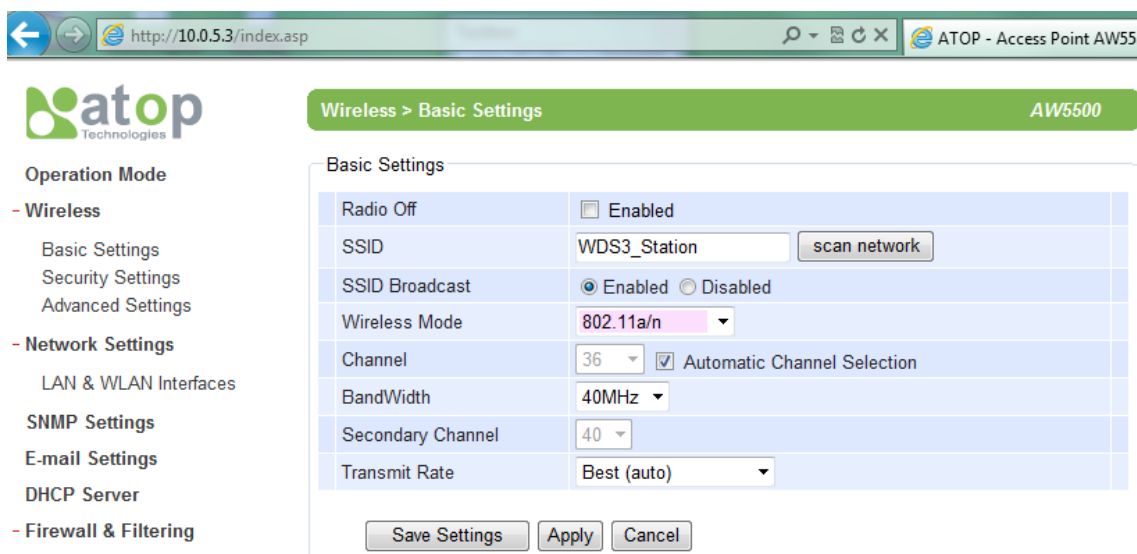 http://10.0.5.3/index.asp
ATOP - Access Point AW55
atop
Technologies
Wireless > Basic Settings AW5500
Operation Mode
- Wireless
Basic Settings
Security Settings
Advanced Settings
- Network Settings
LAN & WLAN Interfaces
SNMP Settings
E-mail Settings
DHCP Server
- Firewall & Filtering
Basic Settings
Radio Off Enabled
SSID WDS3_Station scan network
SSID Broadcast Enabled Disabled
Wireless Mode 802.11a/n
Channel 36 Automatic Channel Selection
BandWidth 40MHz
Secondary Channel 40
Transmit Rate Best (auto)
Save Settings Apply Cancel